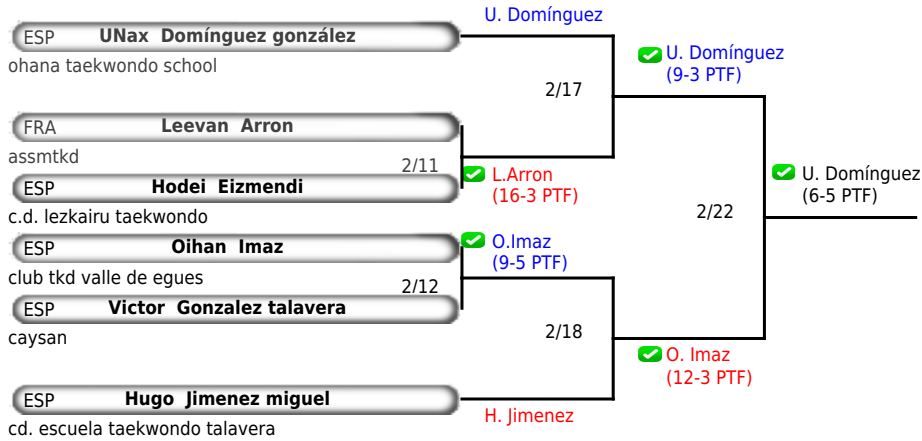 U. Domínguez
ESP UNax Domínguez gonzález
ohana taekwondo school
U. Domínguez
(9-3 PTF)
2/17
FRA Leevan Arron
assmtkd
2/11
L.Arron
(16-3 PTF)
ESP Hodei Eizmendi
c.d. lezkairu taekwondo
U. Domínguez
(6-5 PTF)
2/22
ESP Oihan Imaz
club tkd valle de egues
O.Imaz
(9-5 PTF)
2/12
ESP Victor Gonzalez talavera
caysan
2/18
O. Imaz
(12-3 PTF)
ESP Hugo Jimenez miguel
cd. escuela taekwondo talavera
H. Jimenez